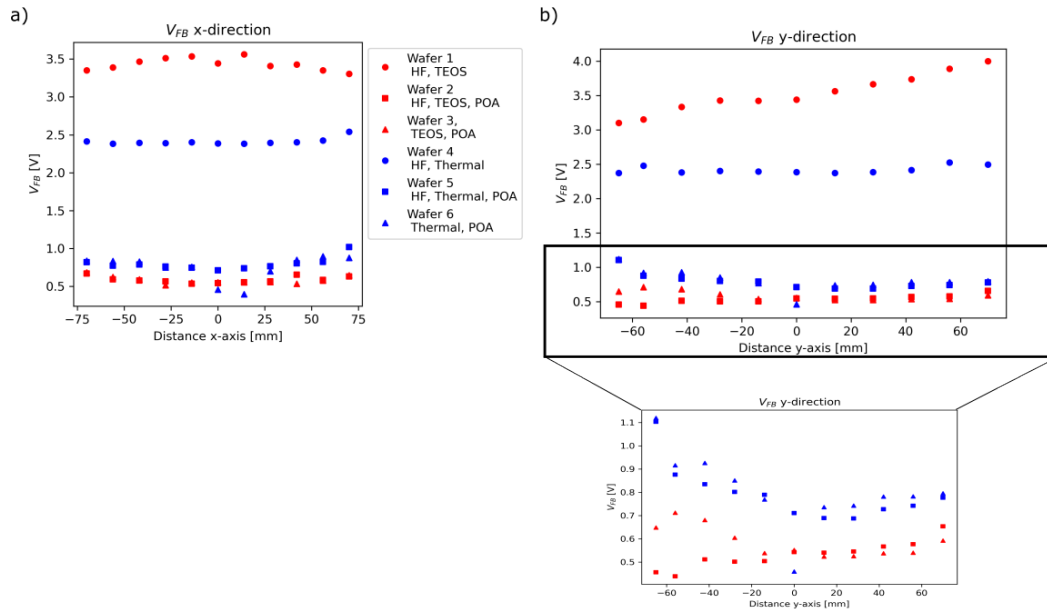 a)
V_FB x-direction
3.5
3.0
2.5
2.0
1.5
1.0
0.5
V_FB [V]
−75 −50 −25 0 25 50 75
Distance x-axis [mm]
Wafer 1
HF, TEOS
Wafer 2
HF, TEOS, POA
Wafer 3,
TEOS, POA
Wafer 4
HF, Thermal
Wafer 5
HF, Thermal, POA
Wafer 6
Thermal, POA
b)
V_FB y-direction
4.0
3.5
3.0
2.5
2.0
1.5
1.0
0.5
V_FB [V]
−60 −40 −20 0 20 40 60
Distance y-axis [mm]
V_FB y-direction
1.1
1.0
0.9
0.8
0.7
0.6
0.5
V_FB [V]
−60 −40 −20 0 20 40 60
Distance y-axis [mm]